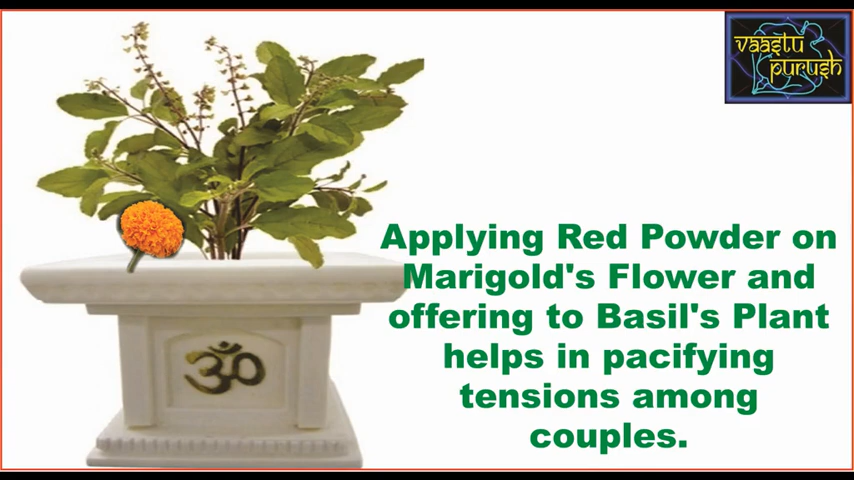 vaastu
purush
Applying Red Powder on
Marigold's Flower and
offering to Basil's Plant
helps in pacifying
tensions among
couples.
ॐ